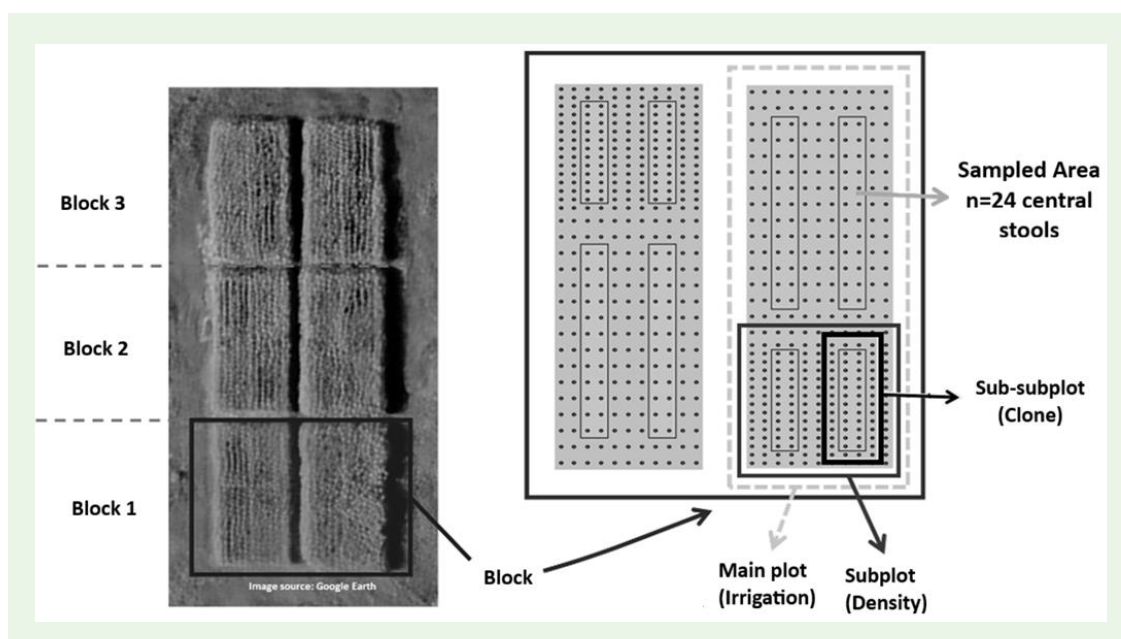 Block 3
Block 2
Block 1
Image source: Google Earth
Block
Sampled Area
n=24 central
stools
Sub-subplot
(Clone)
Main plot
(Irrigation)
Subplot
(Density)